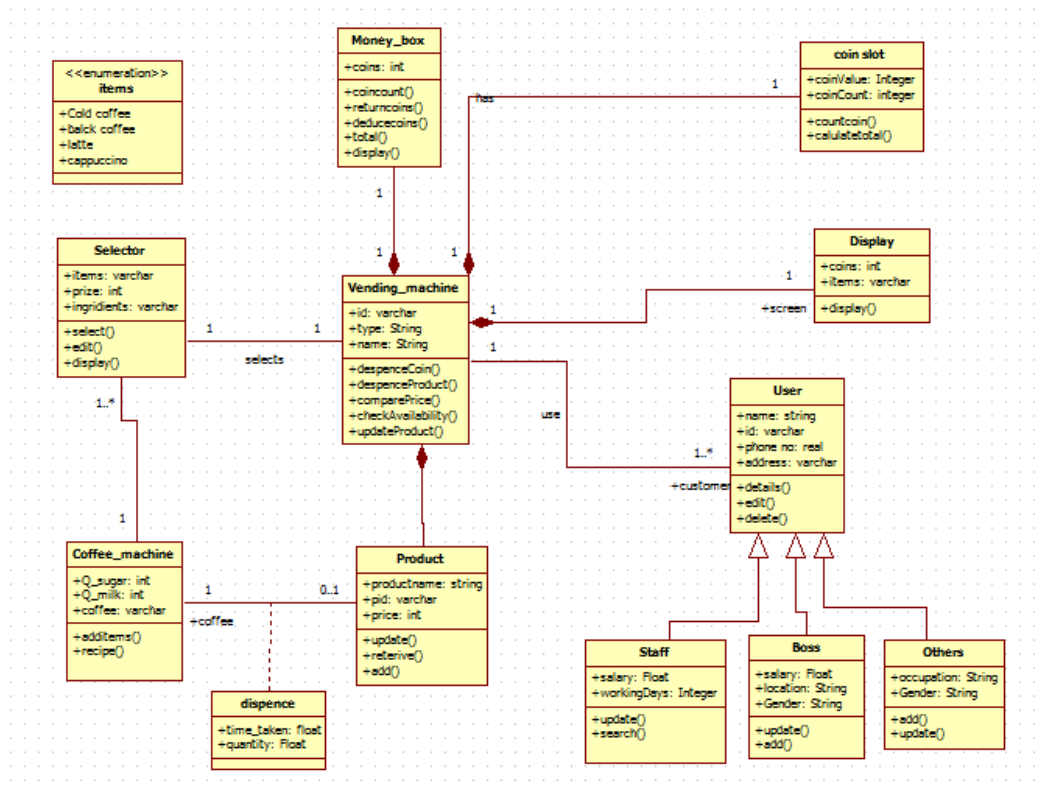 Money_box
+coins: int
+coincount()
+returncoins()
+deducecoins()
+total()
+display()
coin slot
+coinValue: Integer
+coinCount: integer
+countcoin()
+calulatetotal()
<<enumeration>>
items
+Cold coffee
+balck coffee
+latte
+cappuccino
1
has
1
1
1
Selector
+items: varchar
+prize: int
+ingridients: varchar
+select()
+edit()
+display()
Display
+coins: int
+items: varchar
+display()
1
+screen
1
Vending_machine
+id: varchar
+type: String
+name: String
+despenceCoin()
+despenceProduct()
+comparePrice()
+checkAvailability()
+updateProduct()
1
1
selects
1
use
1..*
+customer
User
+name: string
+id: varchar
+phone no: real
+address: varchar
+details()
+edit()
+delete()
1..*
1
Coffee_machine
+Q_sugar: int
+Q_milk: int
+coffee: varchar
+additems()
+recipe()
1
0..1
+coffee
Product
+productname: string
+pid: varchar
+price: int
+update()
+reterive()
+add()
dispence
+time_taken: float
+quantity: Float
Staff
+salary: Float
+workingDays: Integer
+update()
+search()
Boss
+salary: Float
+location: String
+Gender: String
+update()
+add()
Others
+occupation: String
+Gender: String
+add()
+update()